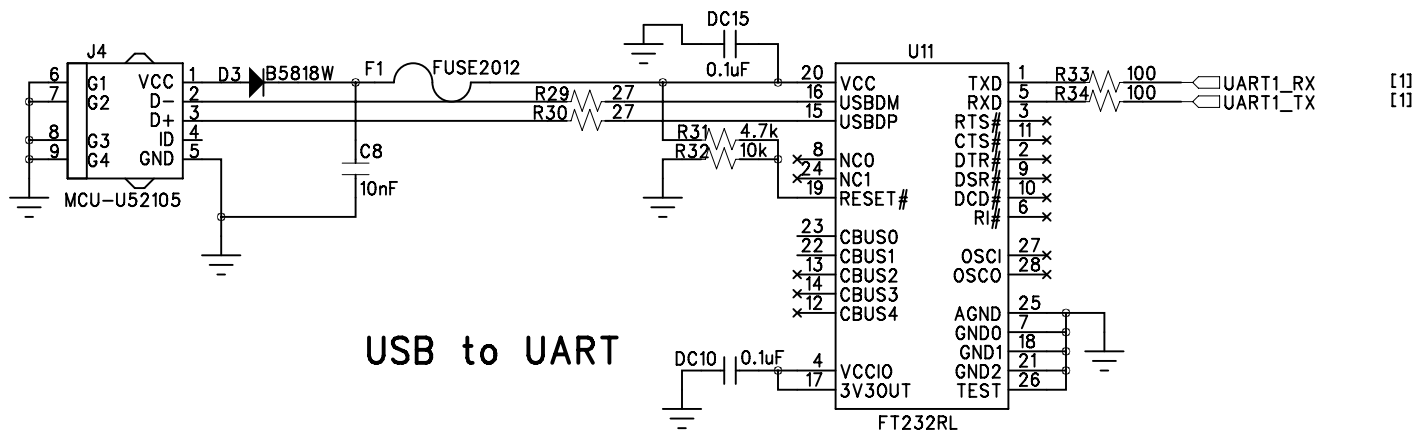 DC15
0.1uF
J4
6 G1 VCC 1
7 G2 D- 2
D+ 3
8 G3 ID 4
9 G4 GND 5
MCU-U52105
D3 B5818W
F1 FUSE2012
R29 27
R30 27
R31 4.7k
R32 10k
C8
10nF
U11
20 VCC TXD 1
16 USBDM RXD 5
15 USBDP RTS# 3
CTS# 11
8 NC0 DTR# 2
24 NC1 DSR# 9
19 RESET# DCD# 10
RI# 6
23 CBUS0
22 CBUS1 OSCI 27
13 CBUS2 OSCO 28
14 CBUS3
12 CBUS4 AGND 25
GND0 7
GND1 18
4 VCCIO GND2 21
17 3V3OUT TEST 26
FT232RL
R33 100 UART1_RX [1]
R34 100 UART1_TX [1]
USB to UART
DC10 0.1uF